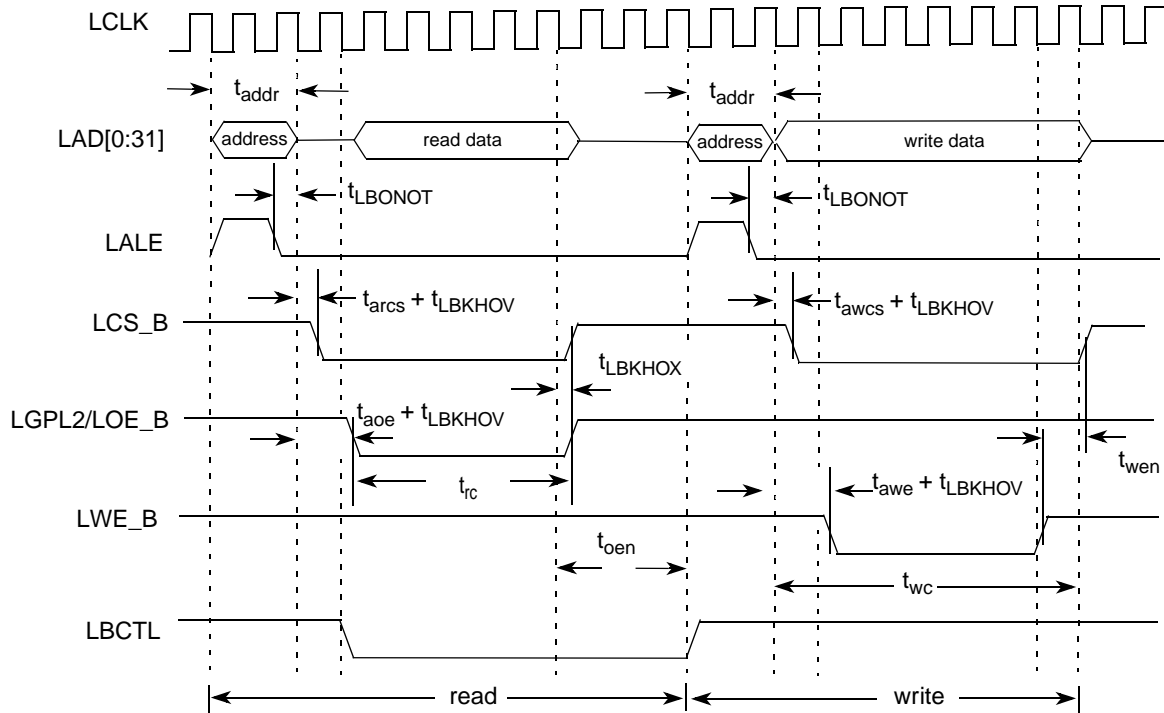 LCLK
t_addr t_addr
LAD[0:31] address read data address write data
t_LBONOT t_LBONOT
LALE
t_arcs + t_LBKHOV t_awcs + t_LBKHOV
LCS_B
t_LBKHOX
t_aoe + t_LBKHOV
LGPL2/LOE_B
t_wen
t_rc t_awe + t_LBKHOV
LWE_B
t_oen
t_wc
LBCTL
read write